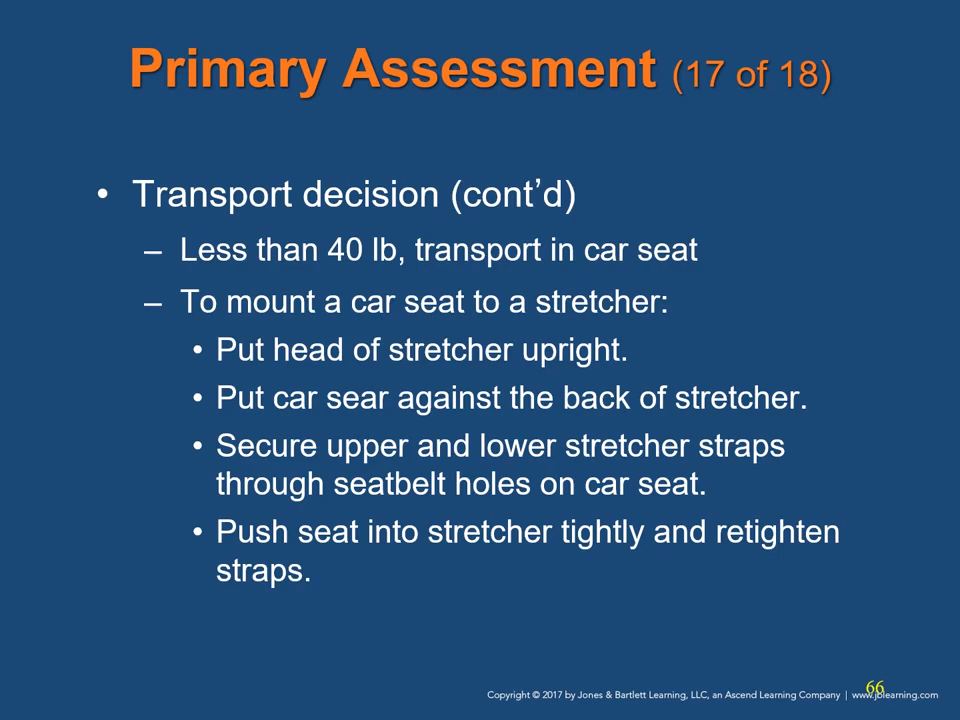 Primary Assessment (17 of 18)
• Transport decision (cont’d)
– Less than 40 lb, transport in car seat
– To mount a car seat to a stretcher:
• Put head of stretcher upright.
• Put car sear against the back of stretcher.
• Secure upper and lower stretcher straps
through seatbelt holes on car seat.
• Push seat into stretcher tightly and retighten
straps.
66
Copyright © 2017 by Jones & Bartlett Learning, LLC, an Ascend Learning Company | www.jblearning.com